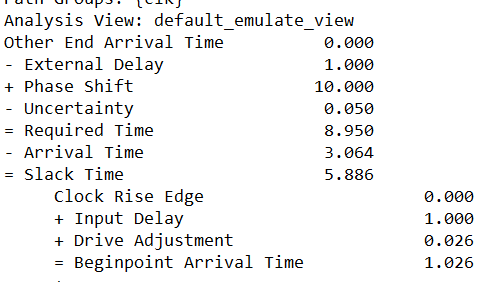 Path Groups: {clk}
Analysis View: default_emulate_view
Other End Arrival Time 0.000
- External Delay 1.000
+ Phase Shift 10.000
- Uncertainty 0.050
= Required Time 8.950
- Arrival Time 3.064
= Slack Time 5.886
Clock Rise Edge 0.000
+ Input Delay 1.000
+ Drive Adjustment 0.026
= Beginpoint Arrival Time 1.026